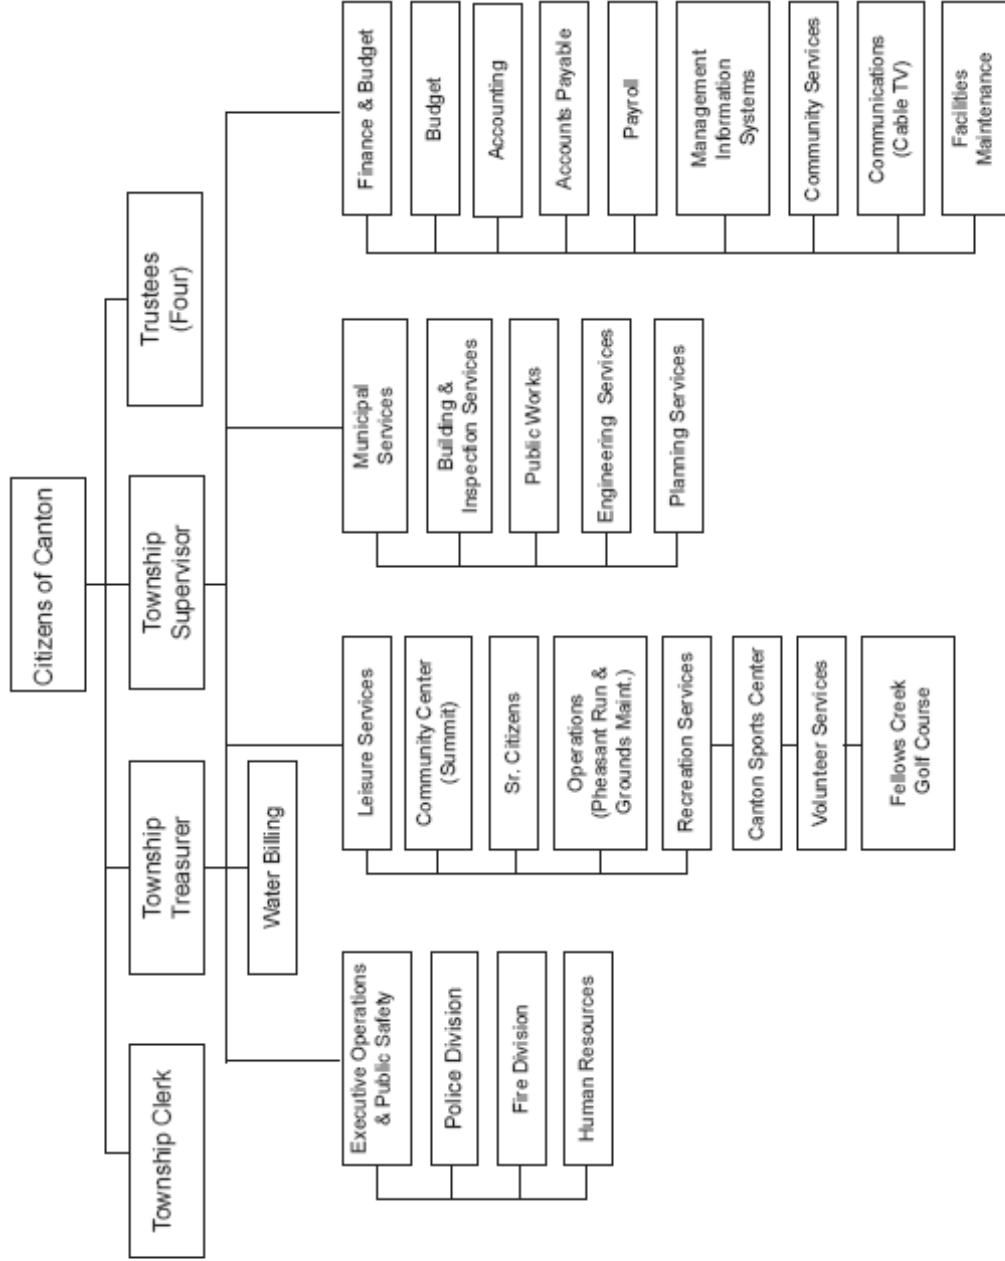 Citizens of Canton
Township Clerk
Township
Treasurer
Township
Supervisor
Trustees
(Four)
Water Billing
Executive Operations
& Public Safety
Police Division
Fire Division
Human Resources
Leisure Services
Community Center
(Summit)
Sr. Citizens
Operations
(Pheasant Run &
Grounds Maint.)
Recreation Services
Canton Sports Center
Volunteer Services
Fellows Creek
Golf Course
Municipal
Services
Building &
Inspection Services
Public Works
Engineering Services
Planning Services
Finance & Budget
Budget
Accounting
Accounts Payable
Payroll
Management
Information
Systems
Community Services
Communications
(Cable TV)
Facilities
Maintenance